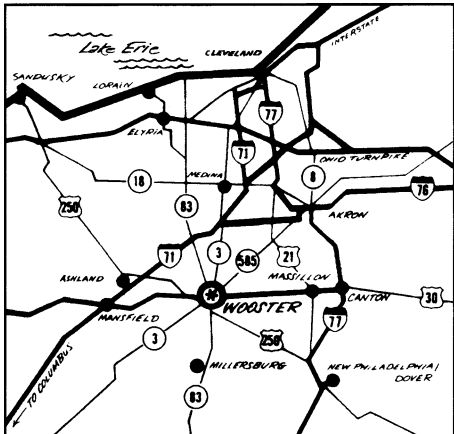 Lake Erie
CLEVELAND
INTERSTATE
SANDUSKY
LORAIN
77
ELYRIA
71
OHIO TURNPIKE
MEDINA
18
8
76
83
250
AKRON
71
3
585
21
ASHLAND
MASSILLON
WOOSTER
CANTON
30
MANSFIELD
77
3
250
TO COLUMBUS
MILLERSBURG
NEW PHILADELPHIA/
DOVER
83